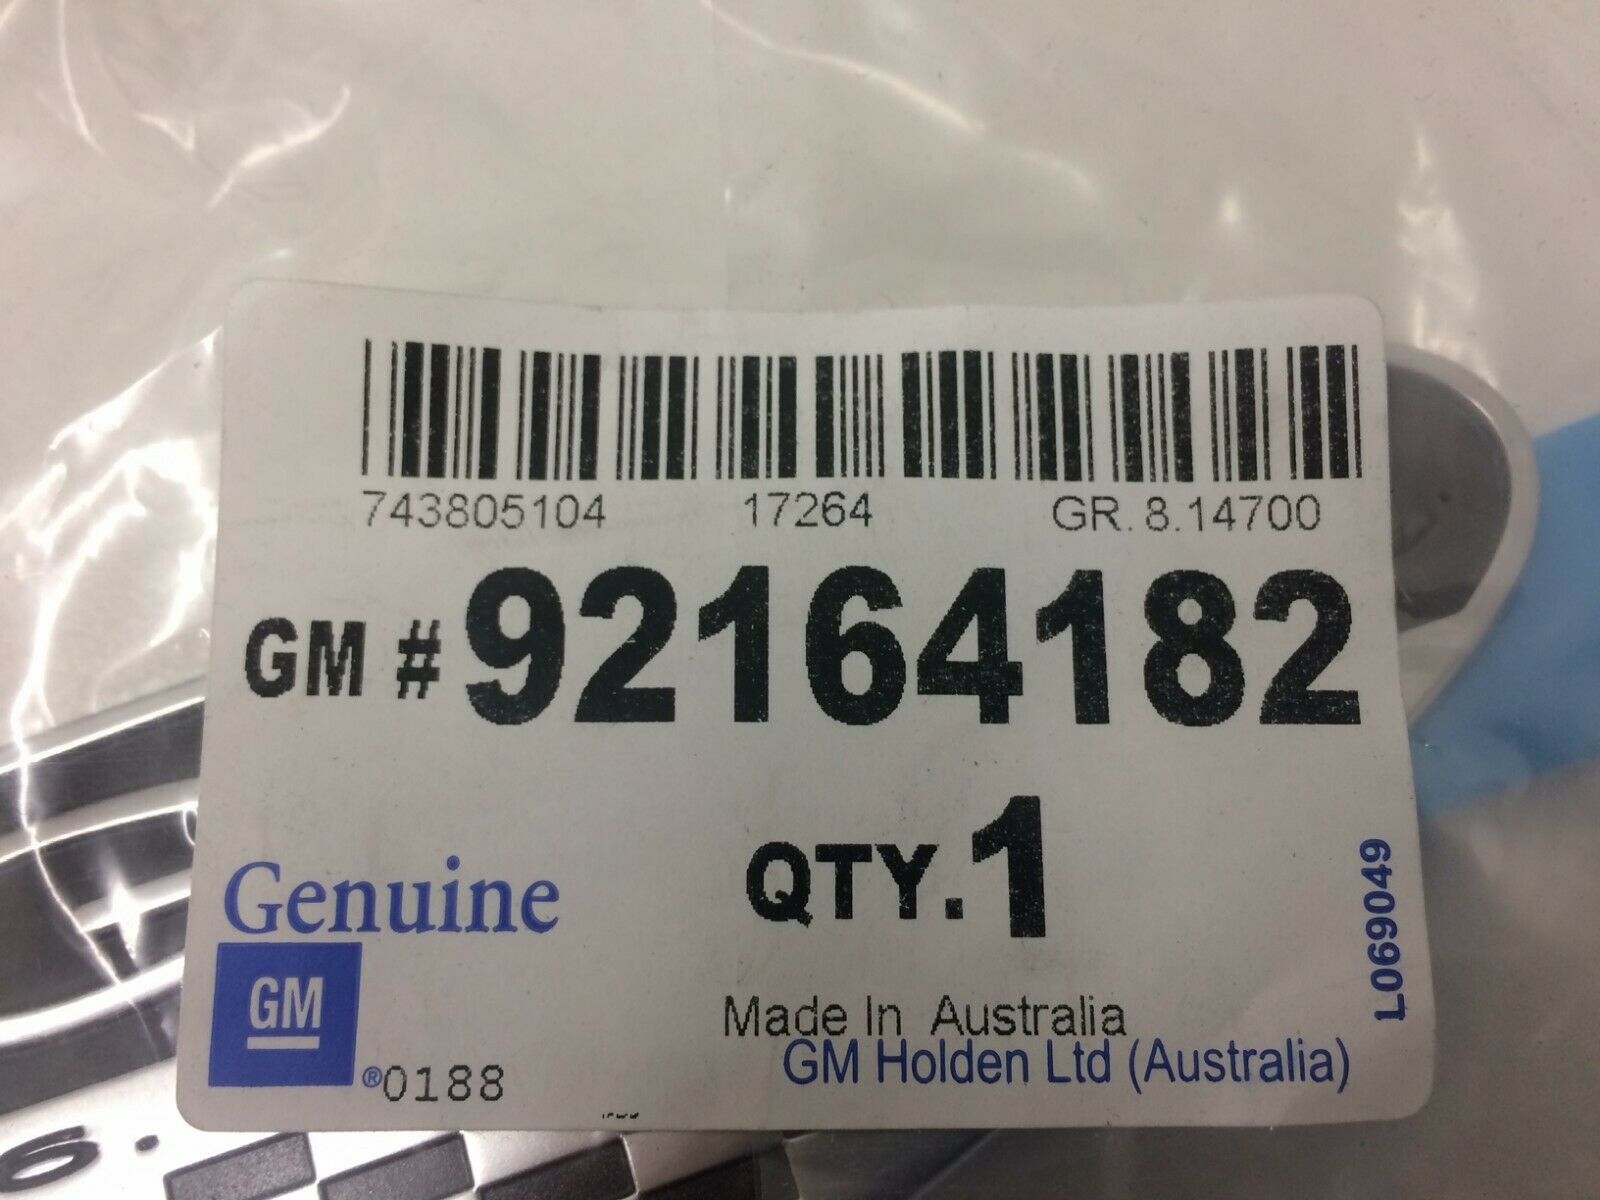 743805104 17264 GR. 8.14700
GM # 92164182
QTY. 1
Genuine
GM
®0188
Made In Australia
GM Holden Ltd (Australia)
L069049
6.